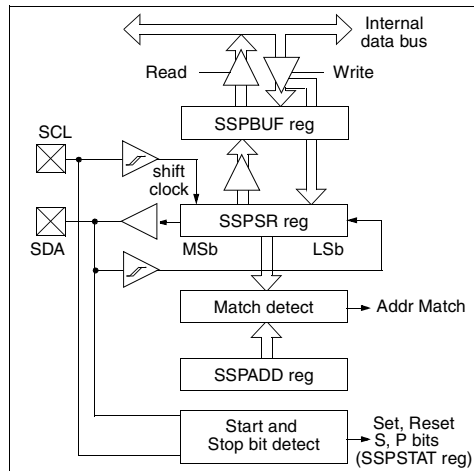 Internal
data bus
Read
Write
SSPBUF reg
SCL
shift
clock
SSPSR reg
SDA
MSb
LSb
Match detect
Addr Match
SSPADD reg
Start and
Stop bit detect
Set, Reset
S, P bits
(SSPSTAT reg)